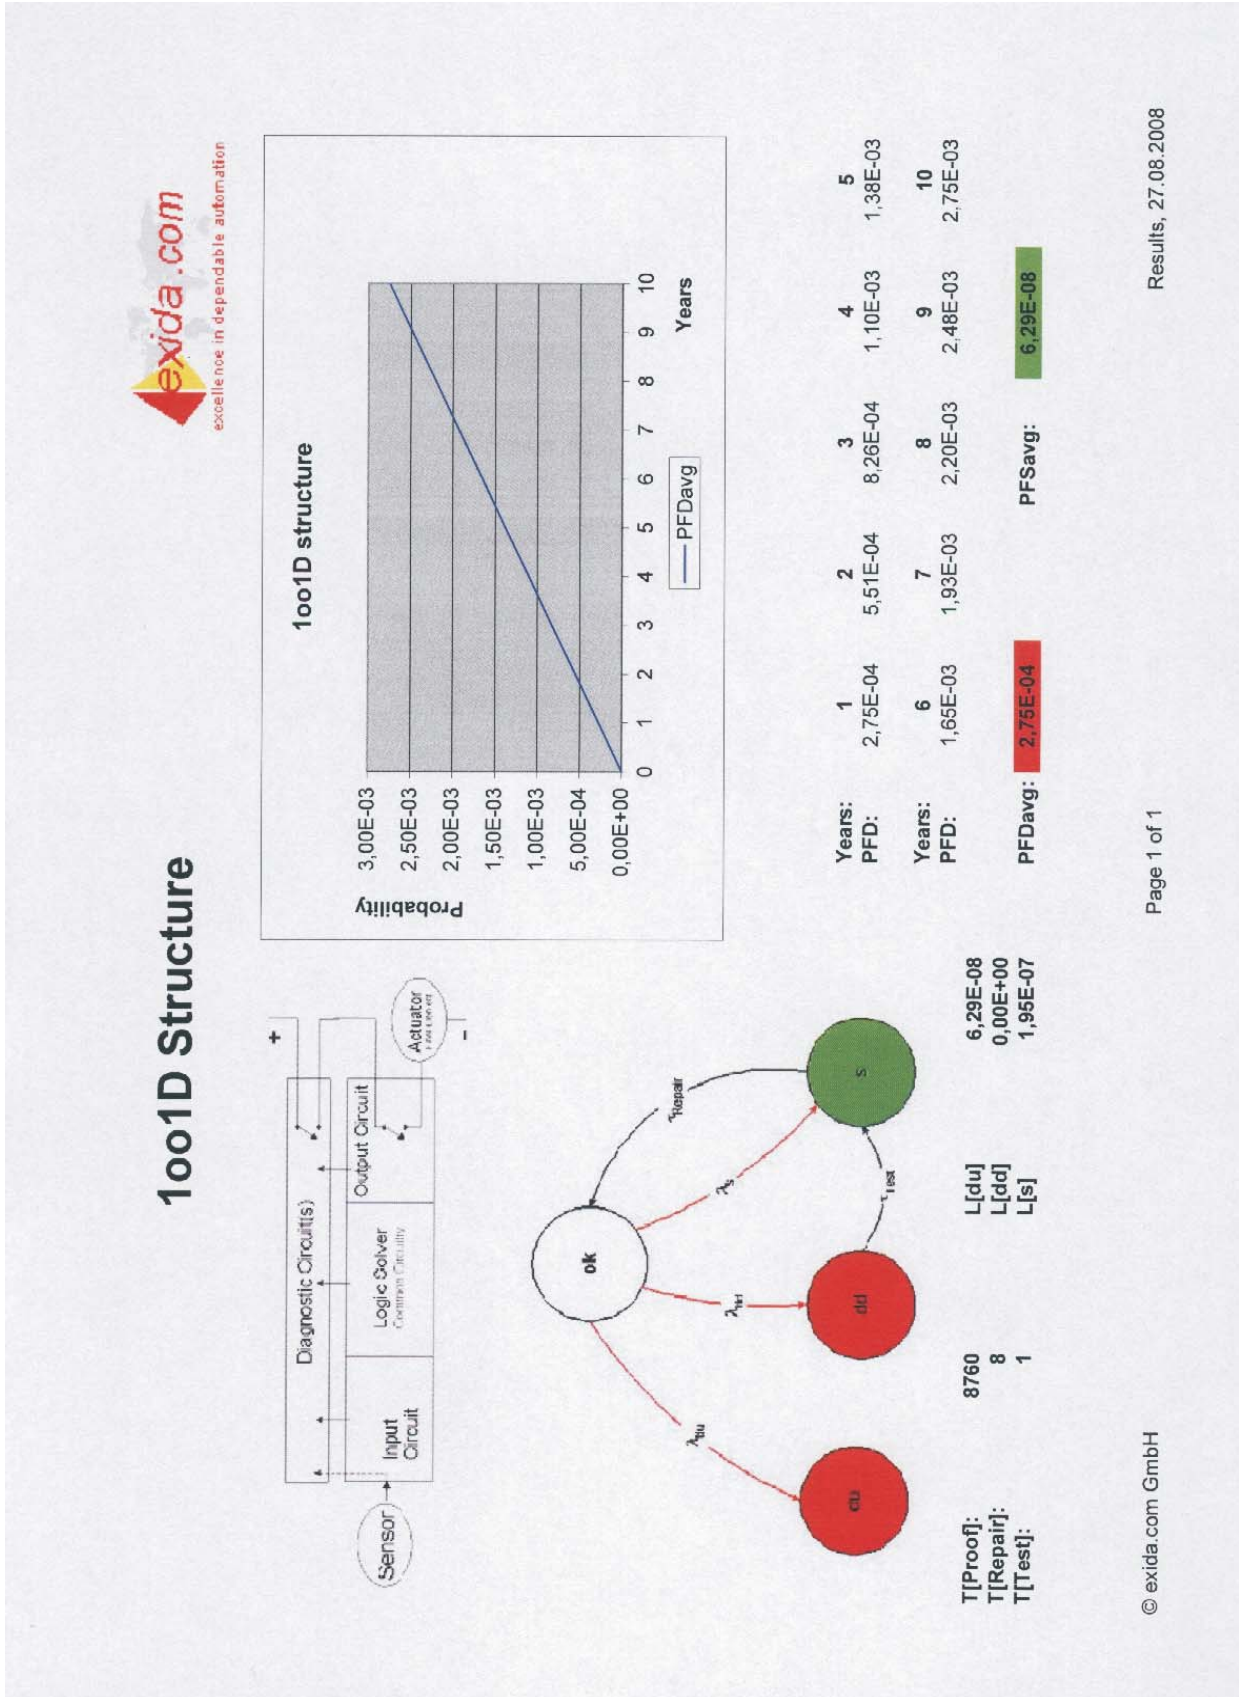 1oo1D Structure
exida.com
excellence in dependable automation
Diagnostic Circuit(s)
Sensor
Input
Circuit
Logic Solver
Common Circuitry
Output Circuit
+
Actuator
-
ok
λdu
λdd
λs
τRepair
τTest
dd
s
T[Proof]: 8760
T[Repair]: 8
T[Test]: 1
L[du] 6,29E-08
L[dd] 0,00E+00
L[s] 1,95E-07
1oo1D structure
Probability
3,00E-03
2,50E-03
2,00E-03
1,50E-03
1,00E-03
5,00E-04
0,00E+00
0 1 2 3 4 5 6 7 8 9 10
Years
PFDavg
Years: 1 2 3 4 5
PFD: 2,75E-04 5,51E-04 8,26E-04 1,10E-03 1,38E-03
Years: 6 7 8 9 10
PFD: 1,65E-03 1,93E-03 2,20E-03 2,48E-03 2,75E-03
PFDavg: 2,75E-04 PFSavg: 6,29E-08
© exida.com GmbH
Page 1 of 1
Results, 27.08.2008